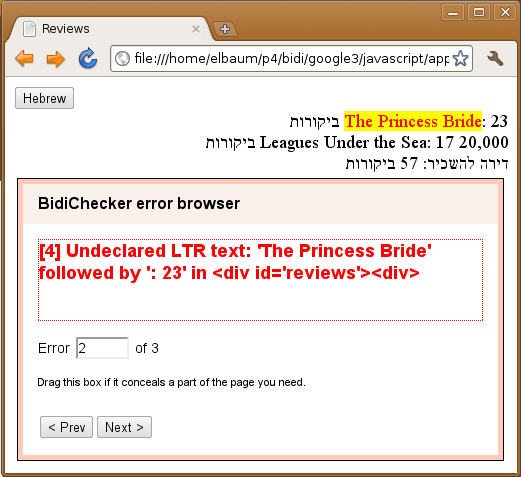 Reviews
file:///home/elbaum/p4/bidi/google3/javascript/app
Hebrew
The Princess Bride: 23 ביקורות
20,000 Leagues Under the Sea: 17 ביקורות
דירה להשכיר: 57 ביקורות
BidiChecker error browser
[4] Undeclared LTR text: 'The Princess Bride'
followed by ': 23' in <div id='reviews'><div>
Error 2 of 3
Drag this box if it conceals a part of the page you need.
< Prev Next >